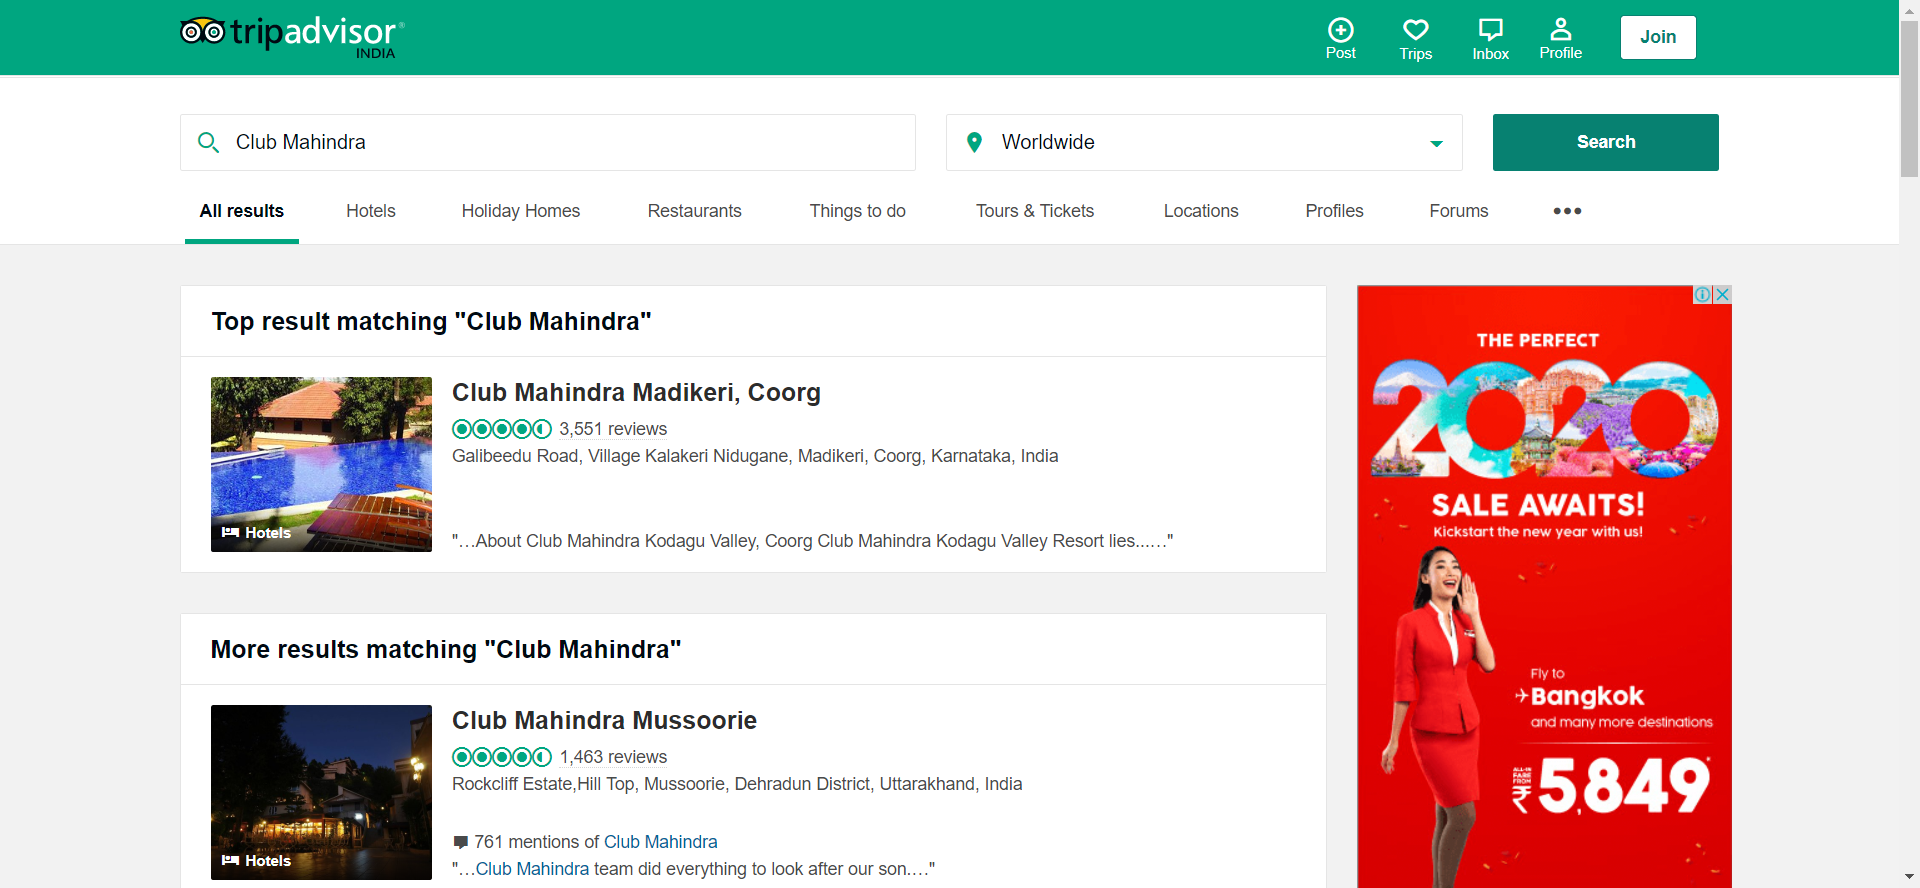 tripadvisor®
INDIA
Post
Trips
Inbox
Profile
Join
Club Mahindra
Worldwide
Search
All results
Hotels
Holiday Homes
Restaurants
Things to do
Tours & Tickets
Locations
Profiles
Forums
Top result matching "Club Mahindra"
Club Mahindra Madikeri, Coorg
3,551 reviews
Galibeedu Road, Village Kalakeri Nidugane, Madikeri, Coorg, Karnataka, India
Hotels
"…About Club Mahindra Kodagu Valley, Coorg Club Mahindra Kodagu Valley Resort lies...…"
More results matching "Club Mahindra"
Club Mahindra Mussoorie
1,463 reviews
Rockcliff Estate,Hill Top, Mussoorie, Dehradun District, Uttarakhand, India
761 mentions of Club Mahindra
Hotels
"…Club Mahindra team did everything to look after our son.…"
THE PERFECT
2020
SALE AWAITS!
Kickstart the new year with us!
Fly to
Bangkok
and many more destinations
ALL-IN
FARE
FROM
₹5,849*